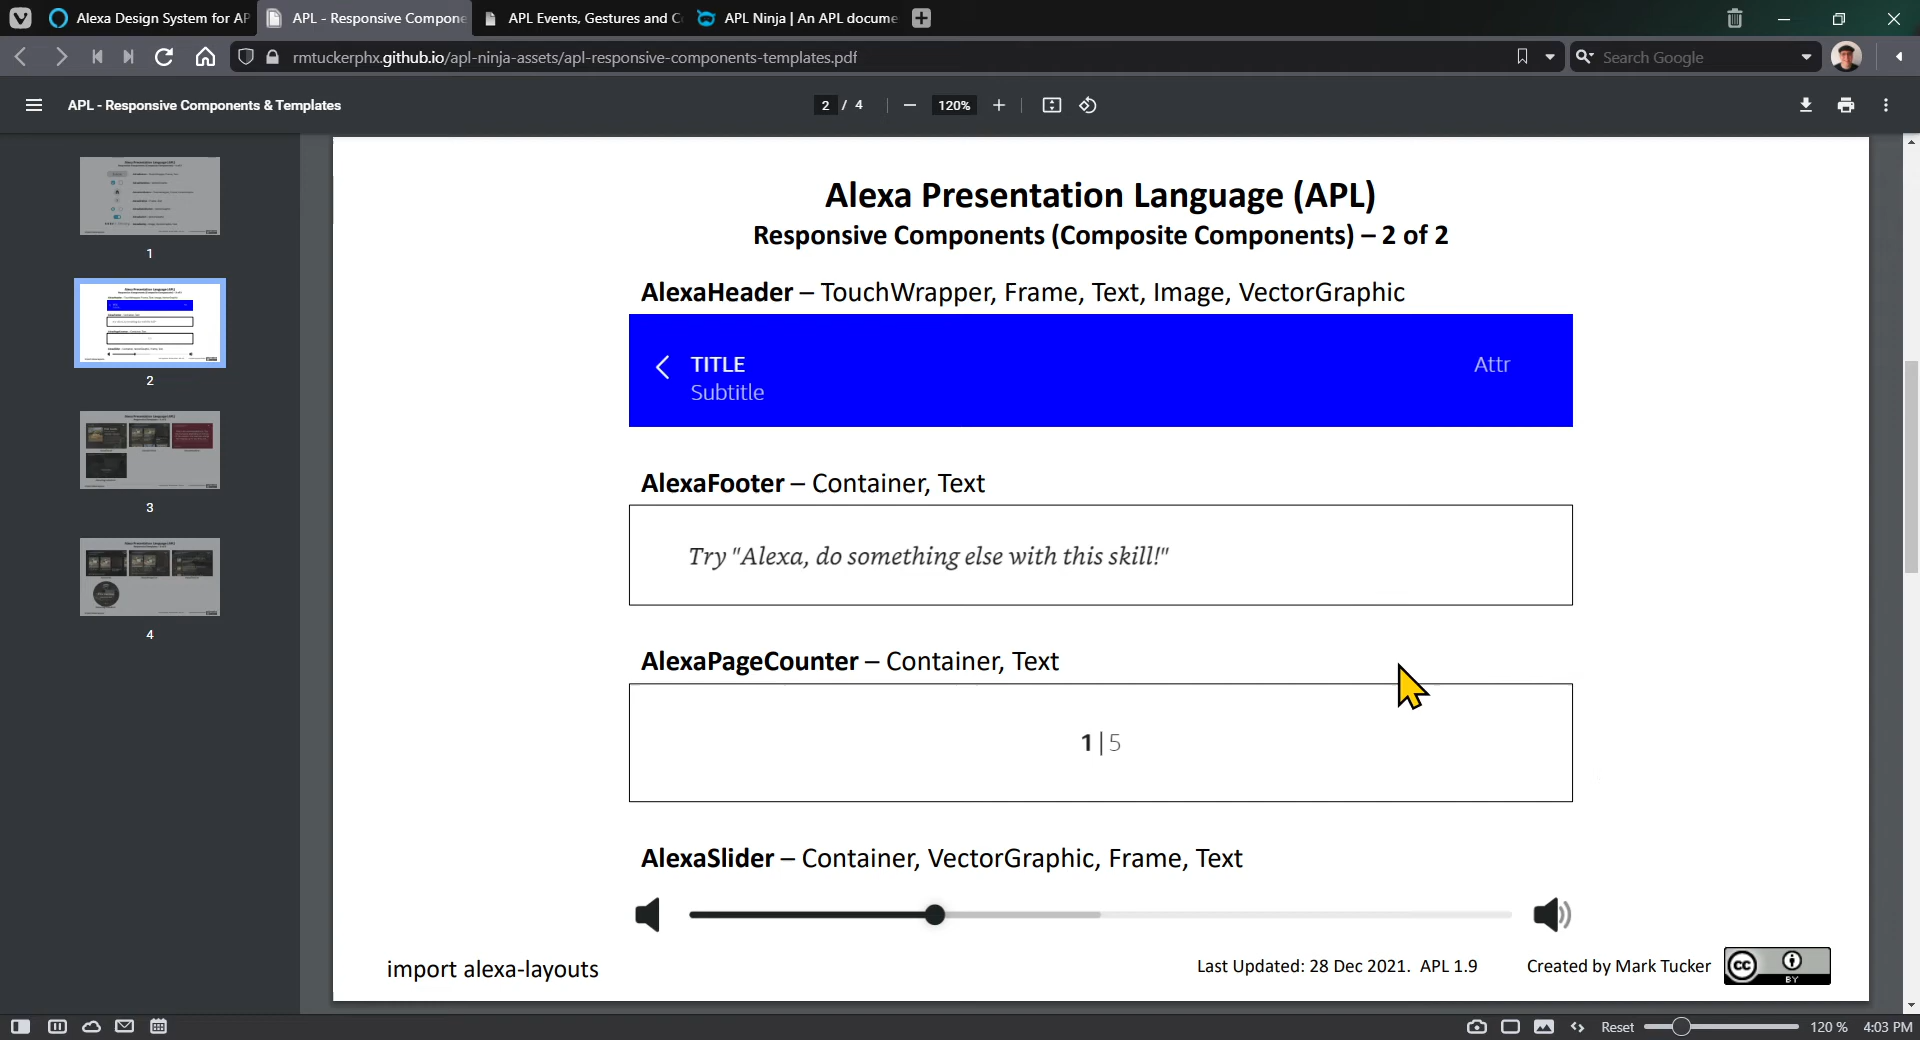 Alexa Design System for AP
APL - Responsive Compone
APL Events, Gestures and C
APL Ninja | An APL docume
rmtuckerphx.github.io/apl-ninja-assets/apl-responsive-components-templates.pdf
Search Google
APL - Responsive Components & Templates
2 / 4
120%
1
2
3
4
Alexa Presentation Language (APL)
Responsive Components (Composite Components) – 2 of 2
AlexaHeader – TouchWrapper, Frame, Text, Image, VectorGraphic
TITLE
Attr
Subtitle
AlexaFooter – Container, Text
Try "Alexa, do something else with this skill!"
AlexaPageCounter – Container, Text
1|5
AlexaSlider – Container, VectorGraphic, Frame, Text
import alexa-layouts
Last Updated: 28 Dec 2021. APL 1.9
Created by Mark Tucker
cc
BY
Reset
120 %
4:03 PM